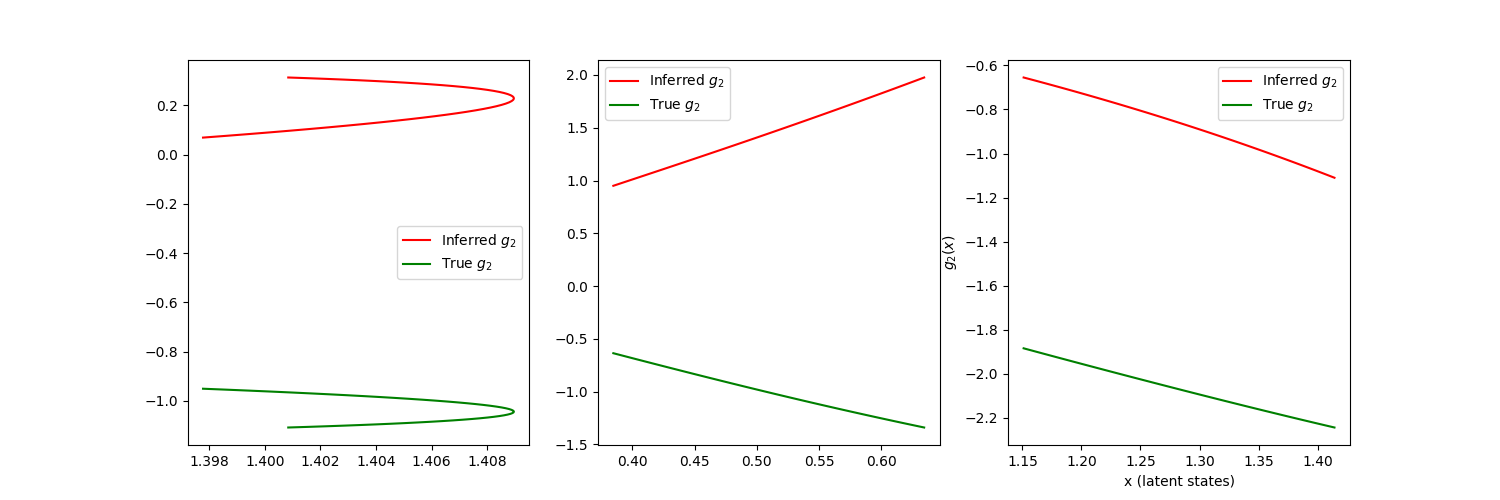 0.2
0.0
−0.2
−0.4
−0.6
−0.8
−1.0
1.398 1.400 1.402 1.404 1.406 1.408
Inferred g₂
True g₂
2.0
1.5
1.0
0.5
0.0
−0.5
−1.0
−1.5
0.40 0.45 0.50 0.55 0.60
Inferred g₂
True g₂
g₂(x)
−0.6
−0.8
−1.0
−1.2
−1.4
−1.6
−1.8
−2.0
−2.2
1.15 1.20 1.25 1.30 1.35 1.40
x (latent states)
Inferred g₂
True g₂